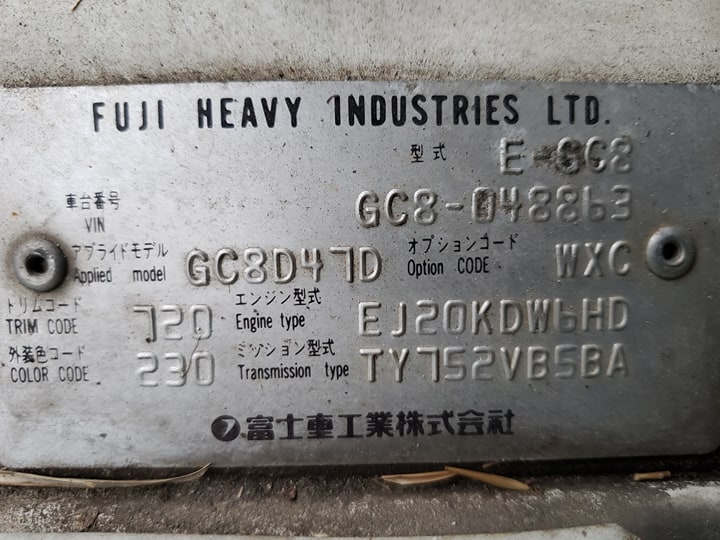 FUJI HEAVY INDUSTRIES LTD.
型式 E-GC8
車台番号 VIN GC8-048863
アプライドモデル Applied model GC8D47D オプションコード Option CODE WXC
トリムコード TRIM CODE 720 エンジン型式 Engine type EJ20KDW6HD
外装色コード COLOR CODE 230 ミッション型式 Transmission type TY752VB5BA
富士重工業株式会社